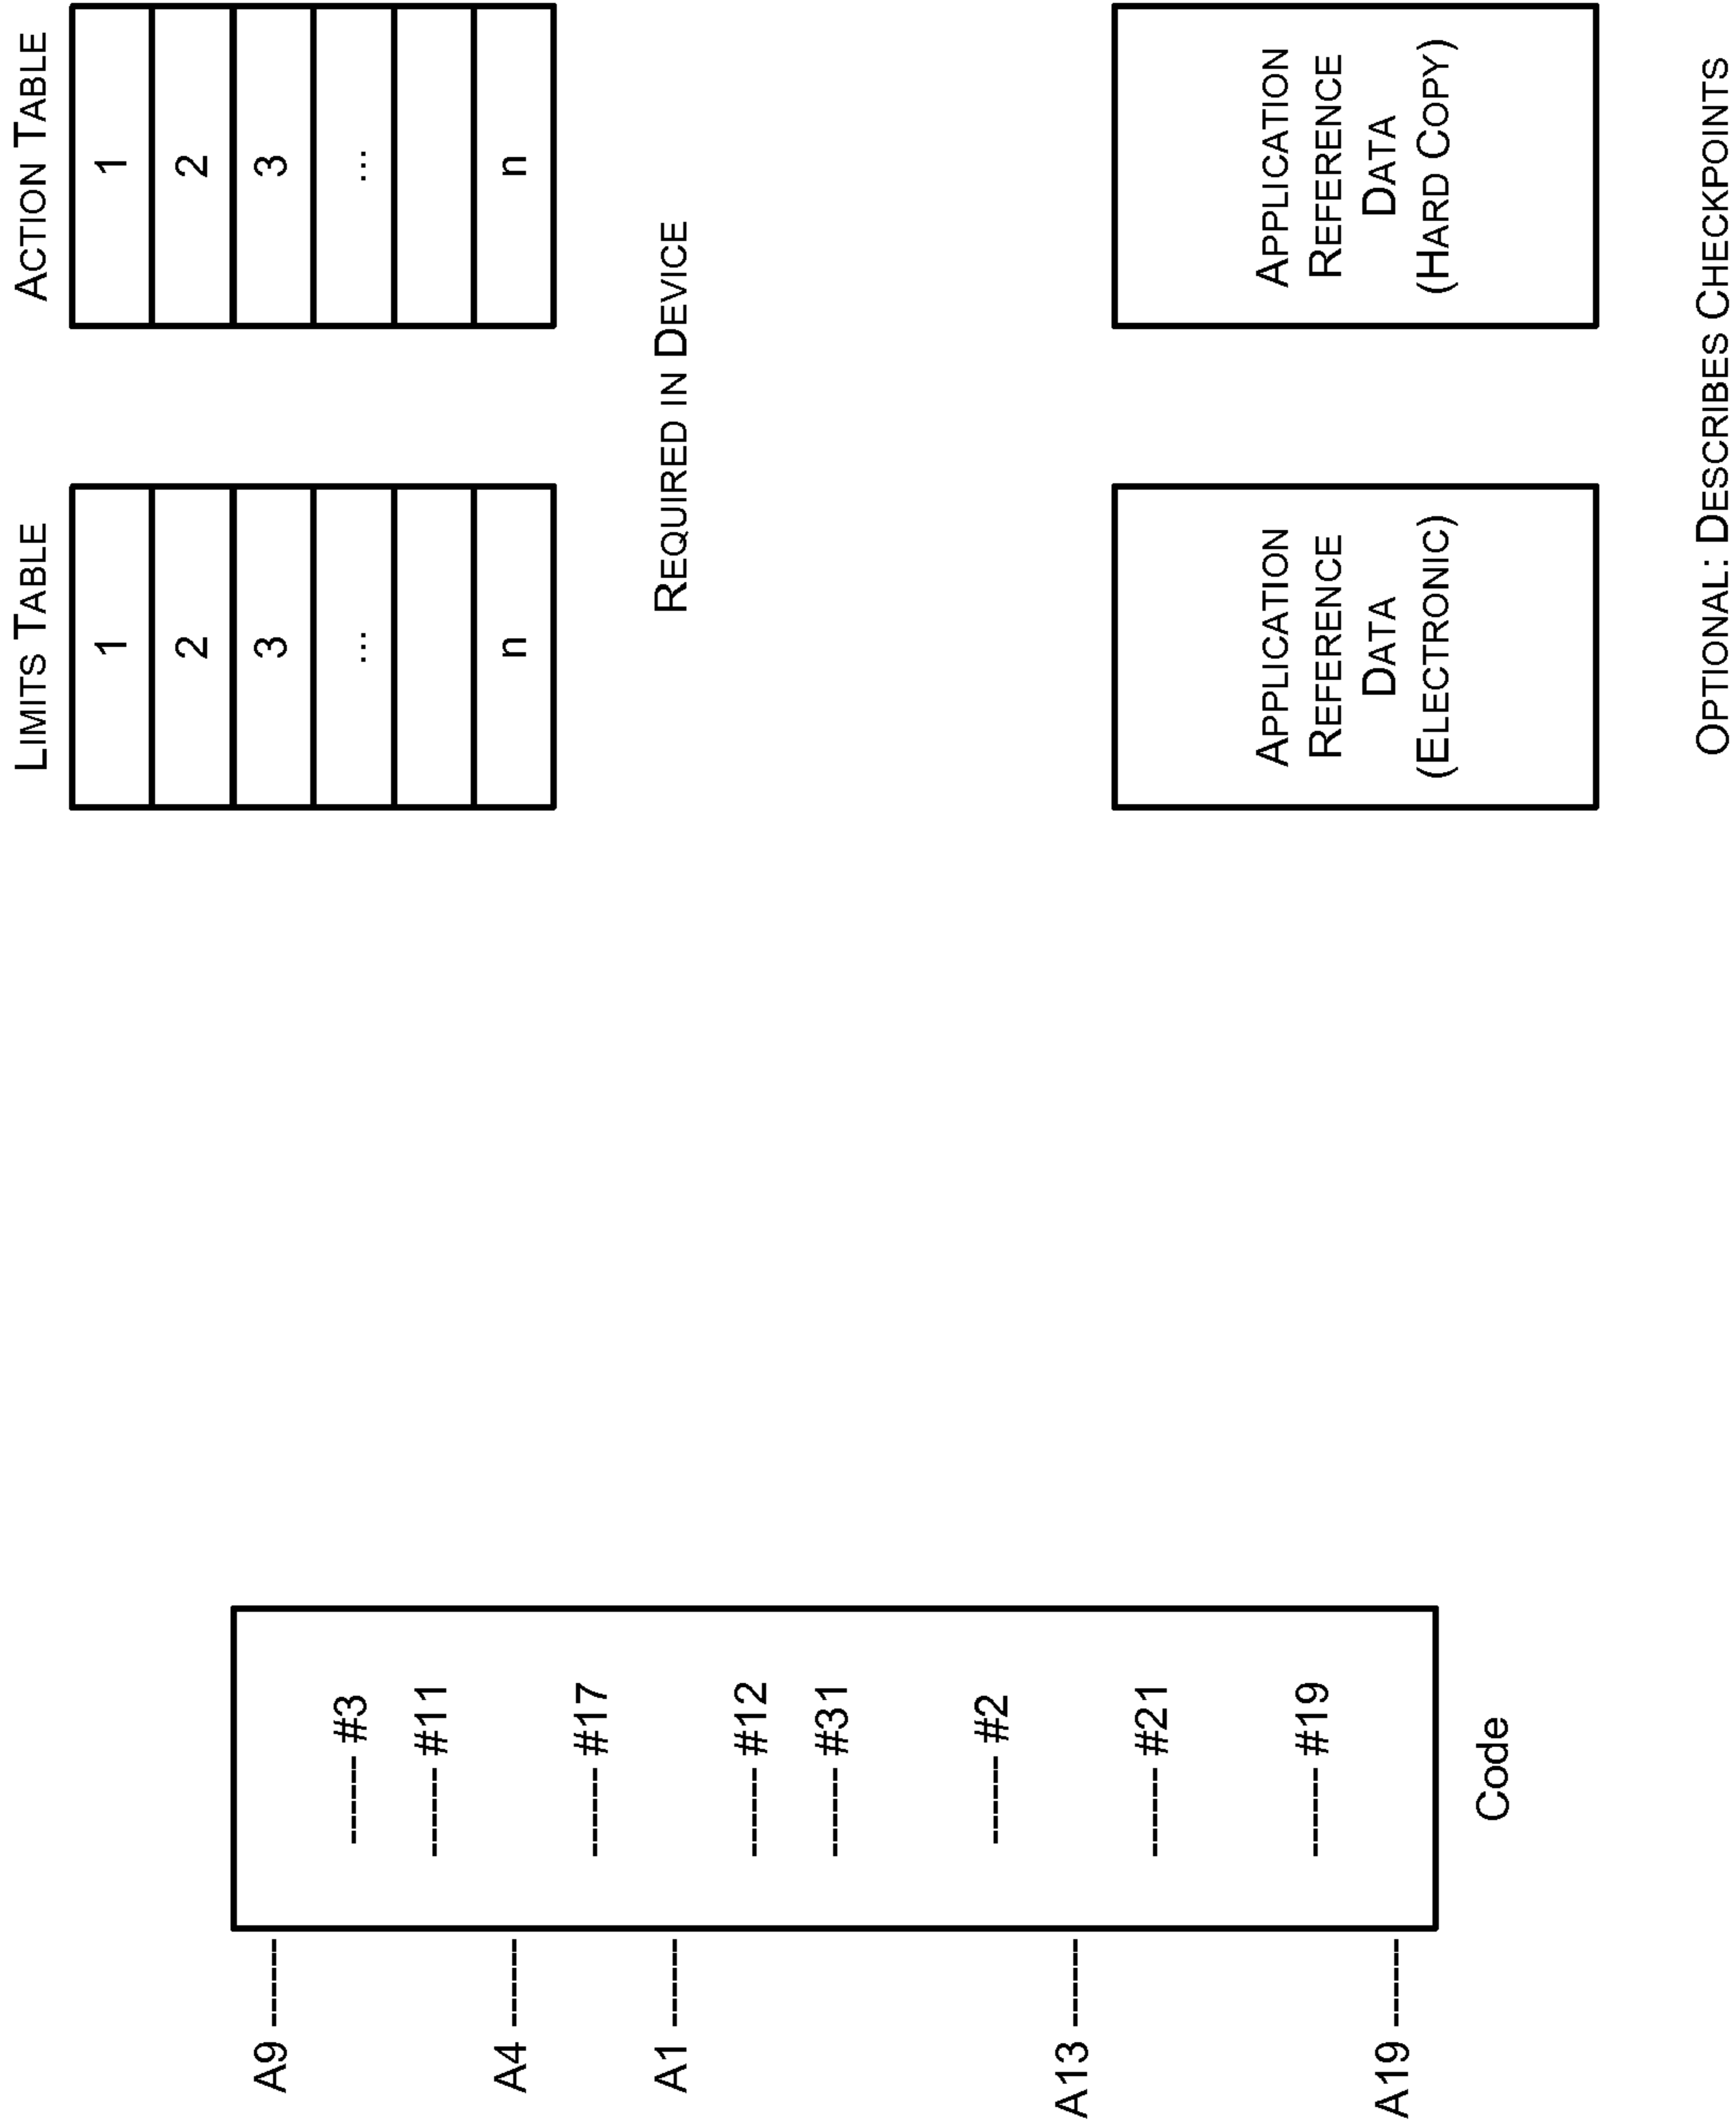 A9
#3
#11
A4
#17
A1
#12
#31
#2
A13
#21
#19
A19
Code
LIMITS TABLE
1
2
3
...
n
ACTION TABLE
1
2
3
...
n
REQUIRED IN DEVICE
APPLICATION
REFERENCE
DATA
(ELECTRONIC)
APPLICATION
REFERENCE
DATA
(HARD COPY)
OPTIONAL: DESCRIBES CHECKPOINTS